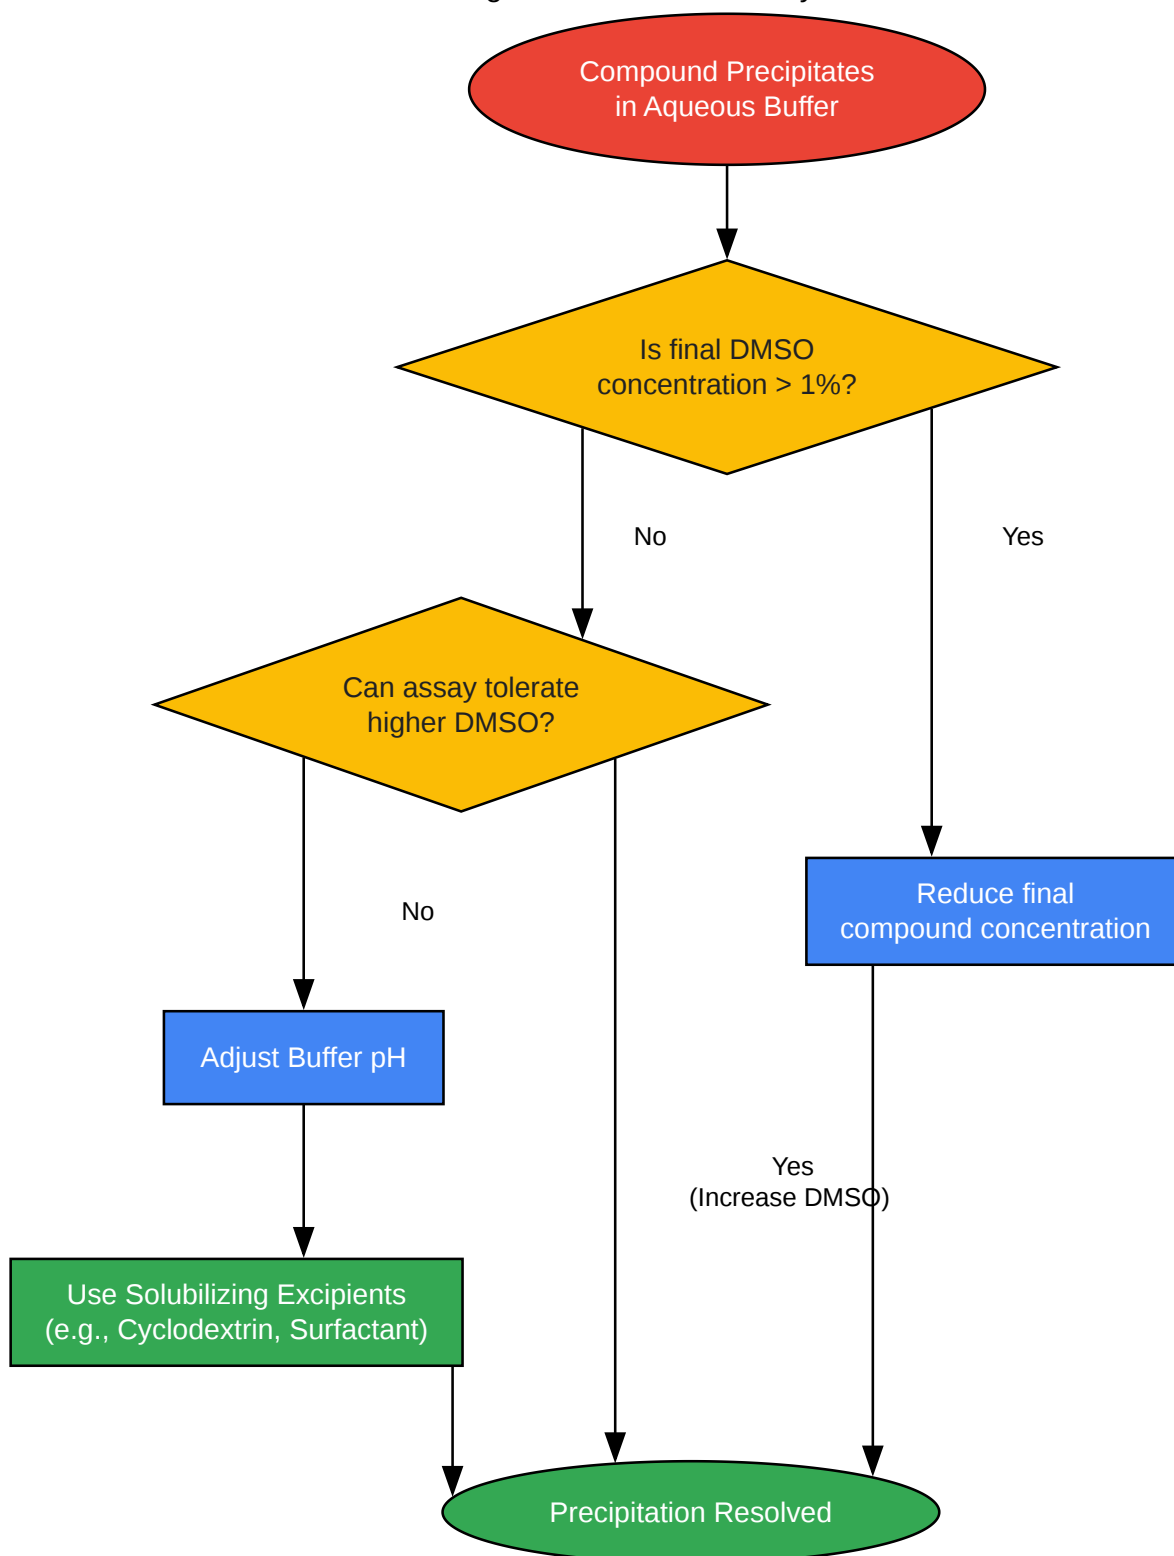 Compound Precipitates
in Aqueous Buffer
Is final DMSO
concentration > 1%?
No
Yes
Can assay tolerate
higher DMSO?
Reduce final
compound concentration
No
Adjust Buffer pH
Yes
(Increase DMSO)
Use Solubilizing Excipients
(e.g., Cyclodextrin, Surfactant)
Precipitation Resolved